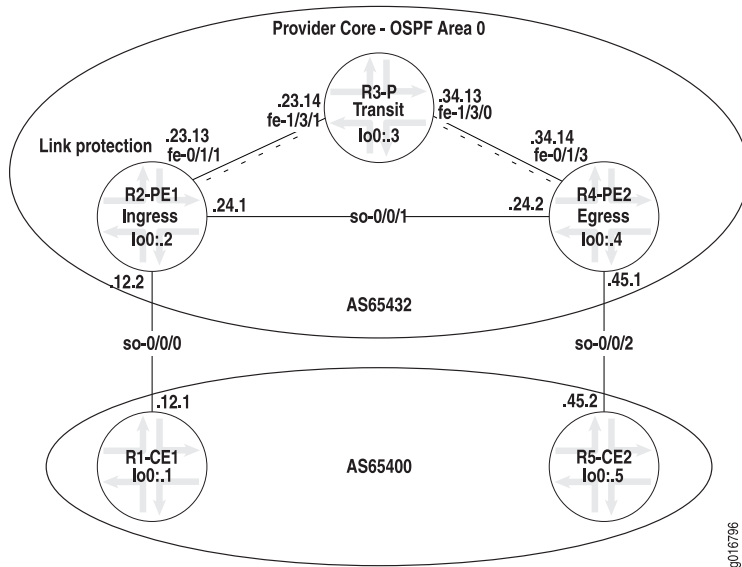 Provider Core - OSPF Area 0
R3-P
Transit
lo0:.3
.23.14
fe-1/3/1
.34.13
fe-1/3/0
.23.13
fe-0/1/1
.34.14
fe-0/1/3
Link protection
R2-PE1
Ingress
lo0:.2
R4-PE2
Egress
lo0:.4
.24.1
so-0/0/1
.24.2
.12.2
.45.1
AS65432
so-0/0/0
so-0/0/2
.12.1
.45.2
R1-CE1
lo0:.1
AS65400
R5-CE2
lo0:.5
g016796